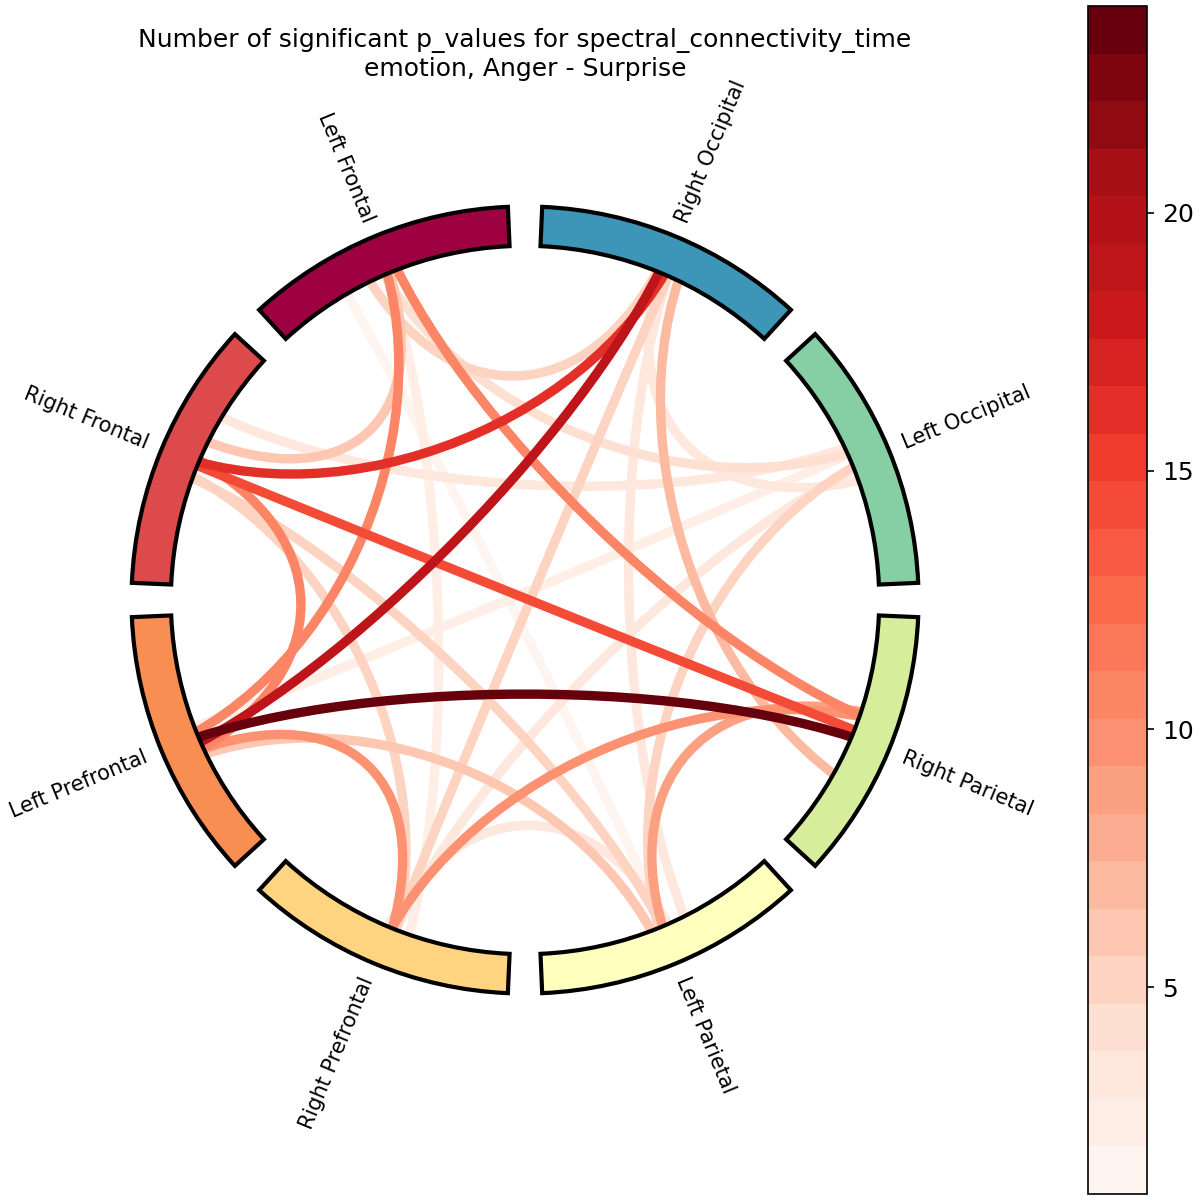 Number of significant p_values for spectral_connectivity_time
emotion, Anger - Surprise
Left Frontal
Right Occipital
Right Frontal
Left Occipital
Left Prefrontal
Right Parietal
Right Prefrontal
Left Parietal
20
15
10
5